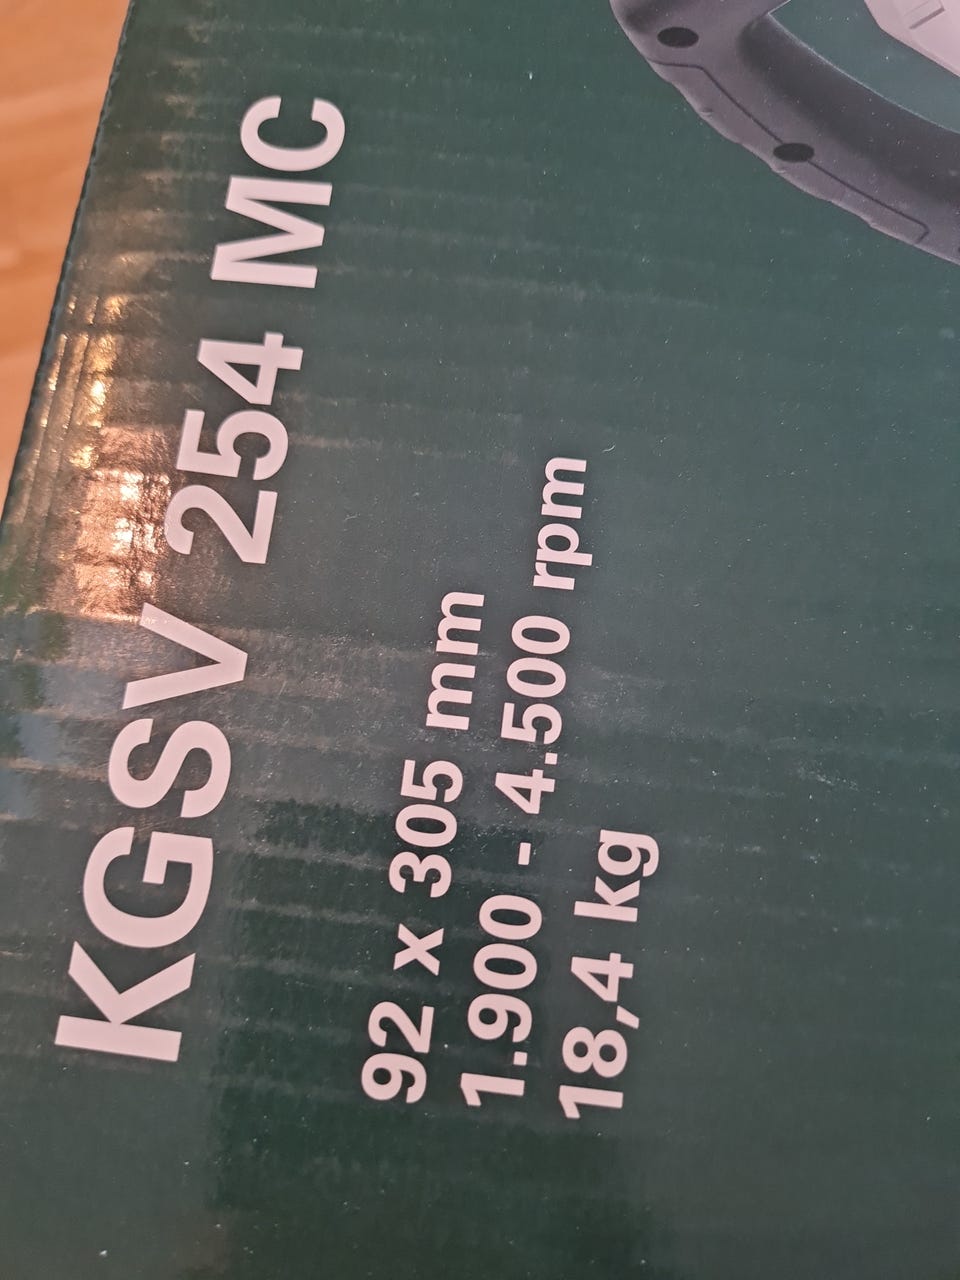 KGSV 254 MC
92 x 305 mm
1.900 - 4.500 rpm
18,4 kg